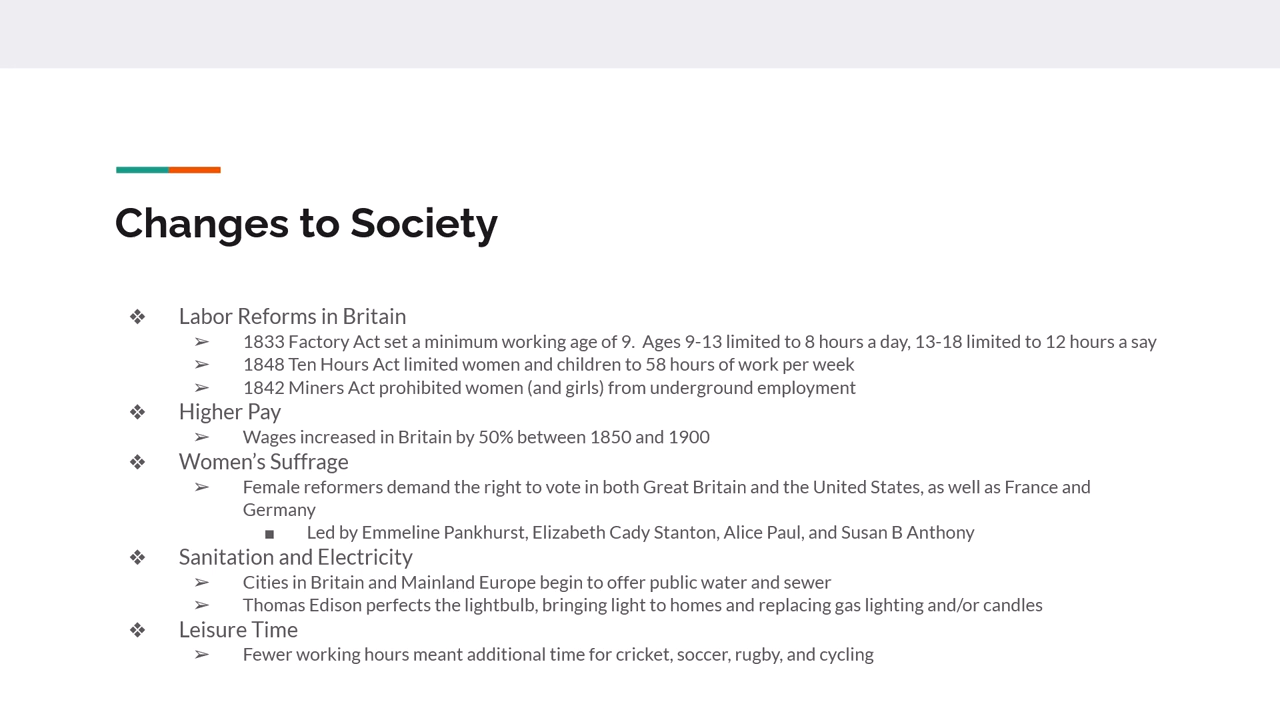 Changes to Society
❖ Labor Reforms in Britain
➢ 1833 Factory Act set a minimum working age of 9.  Ages 9-13 limited to 8 hours a day, 13-18 limited to 12 hours a say
➢ 1848 Ten Hours Act limited women and children to 58 hours of work per week
➢ 1842 Miners Act prohibited women (and girls) from underground employment
❖ Higher Pay
➢ Wages increased in Britain by 50% between 1850 and 1900
❖ Women’s Suffrage
➢ Female reformers demand the right to vote in both Great Britain and the United States, as well as France and
Germany
■ Led by Emmeline Pankhurst, Elizabeth Cady Stanton, Alice Paul, and Susan B Anthony
❖ Sanitation and Electricity
➢ Cities in Britain and Mainland Europe begin to offer public water and sewer
➢ Thomas Edison perfects the lightbulb, bringing light to homes and replacing gas lighting and/or candles
❖ Leisure Time
➢ Fewer working hours meant additional time for cricket, soccer, rugby, and cycling